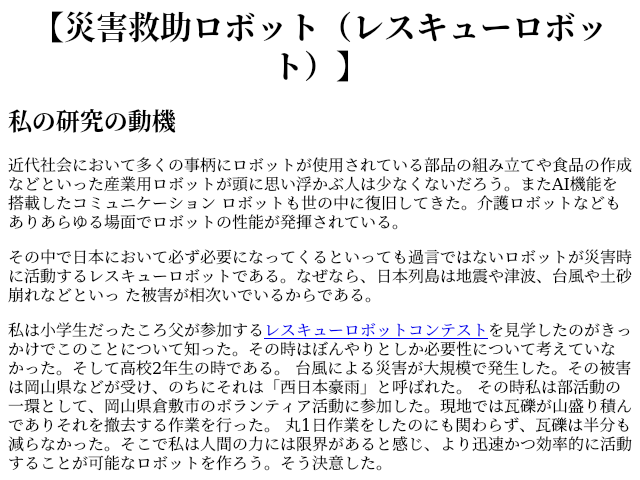 【災害救助ロボット（レスキューロボッ
ト）】
私の研究の動機
近代社会において多くの事柄にロボットが使用されている部品の組み立てや食品の作成
などといった産業用ロボットが頭に思い浮かぶ人は少なくないだろう。またAI機能を
搭載したコミュニケーション ロボットも世の中に復旧してきた。介護ロボットなども
ありあらゆる場面でロボットの性能が発揮されている。
その中で日本において必ず必要になってくるといっても過言ではないロボットが災害時
に活動するレスキューロボットである。なぜなら、日本列島は地震や津波、台風や土砂
崩れなどといっ た被害が相次いでいるからである。
私は小学生だったころ父が参加するレスキューロボットコンテストを見学したのがきっ
かけでこのことについて知った。その時はぼんやりとしか必要性について考えていな
かった。そして高校2年生の時である。 台風による災害が大規模で発生した。その被害
は岡山県などが受け、のちにそれは「西日本豪雨」と呼ばれた。 その時私は部活動の
一環として、岡山県倉敷市のボランティア活動に参加した。現地では瓦礫が山盛り積ん
でありそれを撤去する作業を行った。 丸1日作業をしたのにも関わらず、瓦礫は半分も
減らなかった。そこで私は人間の力には限界があると感じ、より迅速かつ効率的に活動
することが可能なロボットを作ろう。そう決意した。